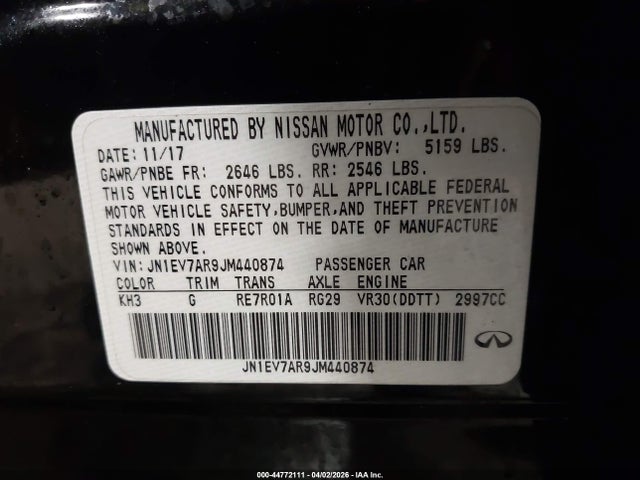 MANUFACTURED BY NISSAN MOTOR CO.,LTD.
DATE: 11/17 GVWR/PNBV: 5159 LBS.
GAWR/PNBE FR: 2646 LBS. RR: 2546 LBS.
THIS VEHICLE CONFORMS TO ALL APPLICABLE FEDERAL
MOTOR VEHICLE SAFETY,BUMPER,AND THEFT PREVENTION
STANDARDS IN EFFECT ON THE DATE OF MANUFACTURE
SHOWN ABOVE.
VIN: JN1EV7AR9JM440874 PASSENGER CAR
COLOR TRIM TRANS AXLE ENGINE
KH3 G RE7R01A RG29 VR30(DDTT) 2997CC
JN1EV7AR9JM440874
000-44772111 - 04/02/2026 - IAA Inc.